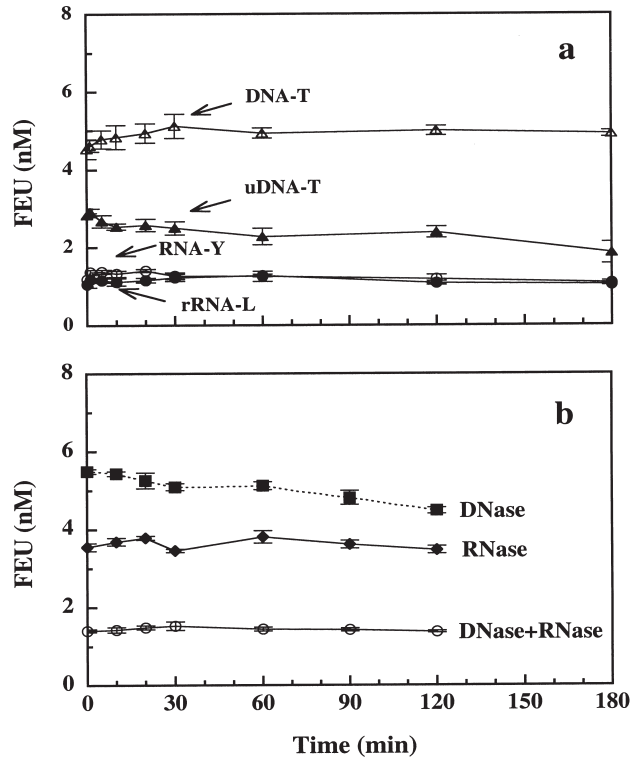 8
a
DNA-T
6
FEU (nM)
4
uDNA-T
RNA-Y
2
rRNA-L
0
8
b
6
DNase
FEU (nM)
4
RNase
2
DNase+RNase
0
0 30 60 90 120 150 180
Time (min)